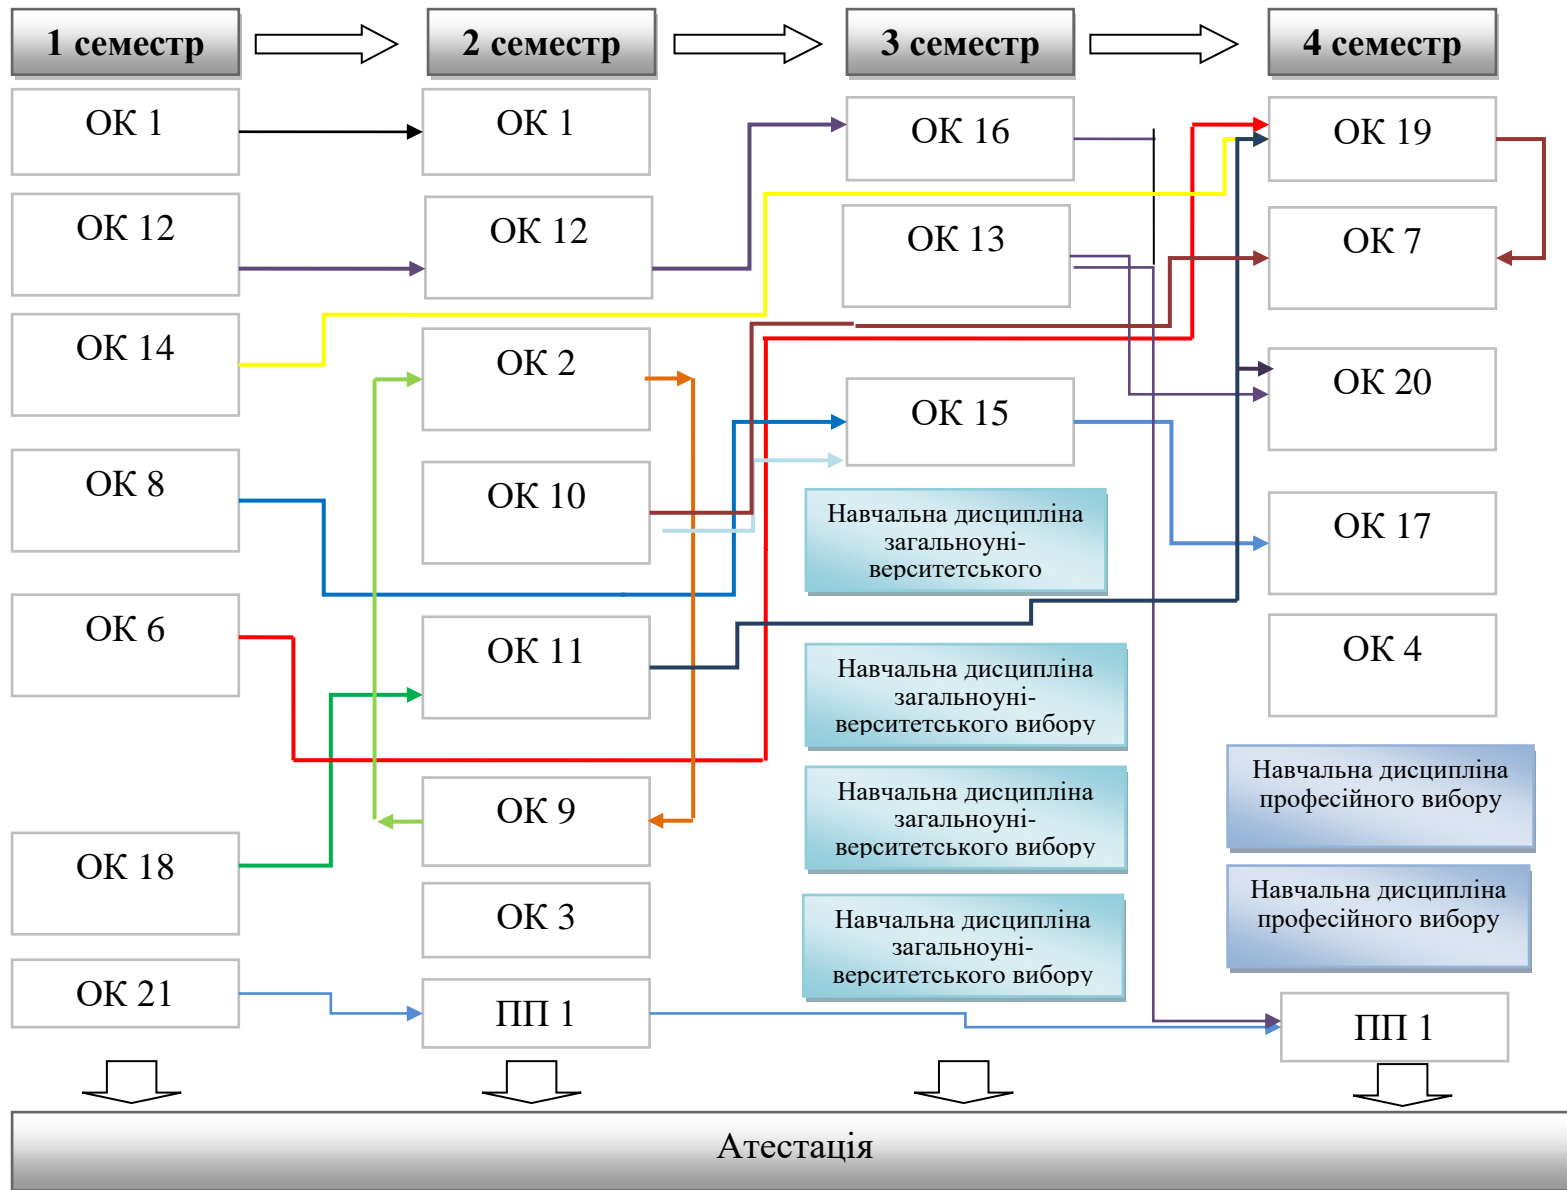 1 семестр
2 семестр
3 семестр
4 семестр
ОК 1
ОК 12
ОК 14
ОК 8
ОК 6
ОК 18
ОК 21
ОК 1
ОК 12
ОК 2
ОК 10
ОК 11
ОК 9
ОК 3
ПП 1
ОК 16
ОК 13
ОК 15
Навчальна дисципліна
загальноуні-
верситетського
Навчальна дисципліна
загальноуні-
верситетського вибору
Навчальна дисципліна
загальноуні-
верситетського вибору
Навчальна дисципліна
загальноуні-
верситетського вибору
ОК 19
ОК 7
ОК 20
ОК 17
ОК 4
Навчальна дисципліна
професійного вибору
Навчальна дисципліна
професійного вибору
ПП 1
Атестація